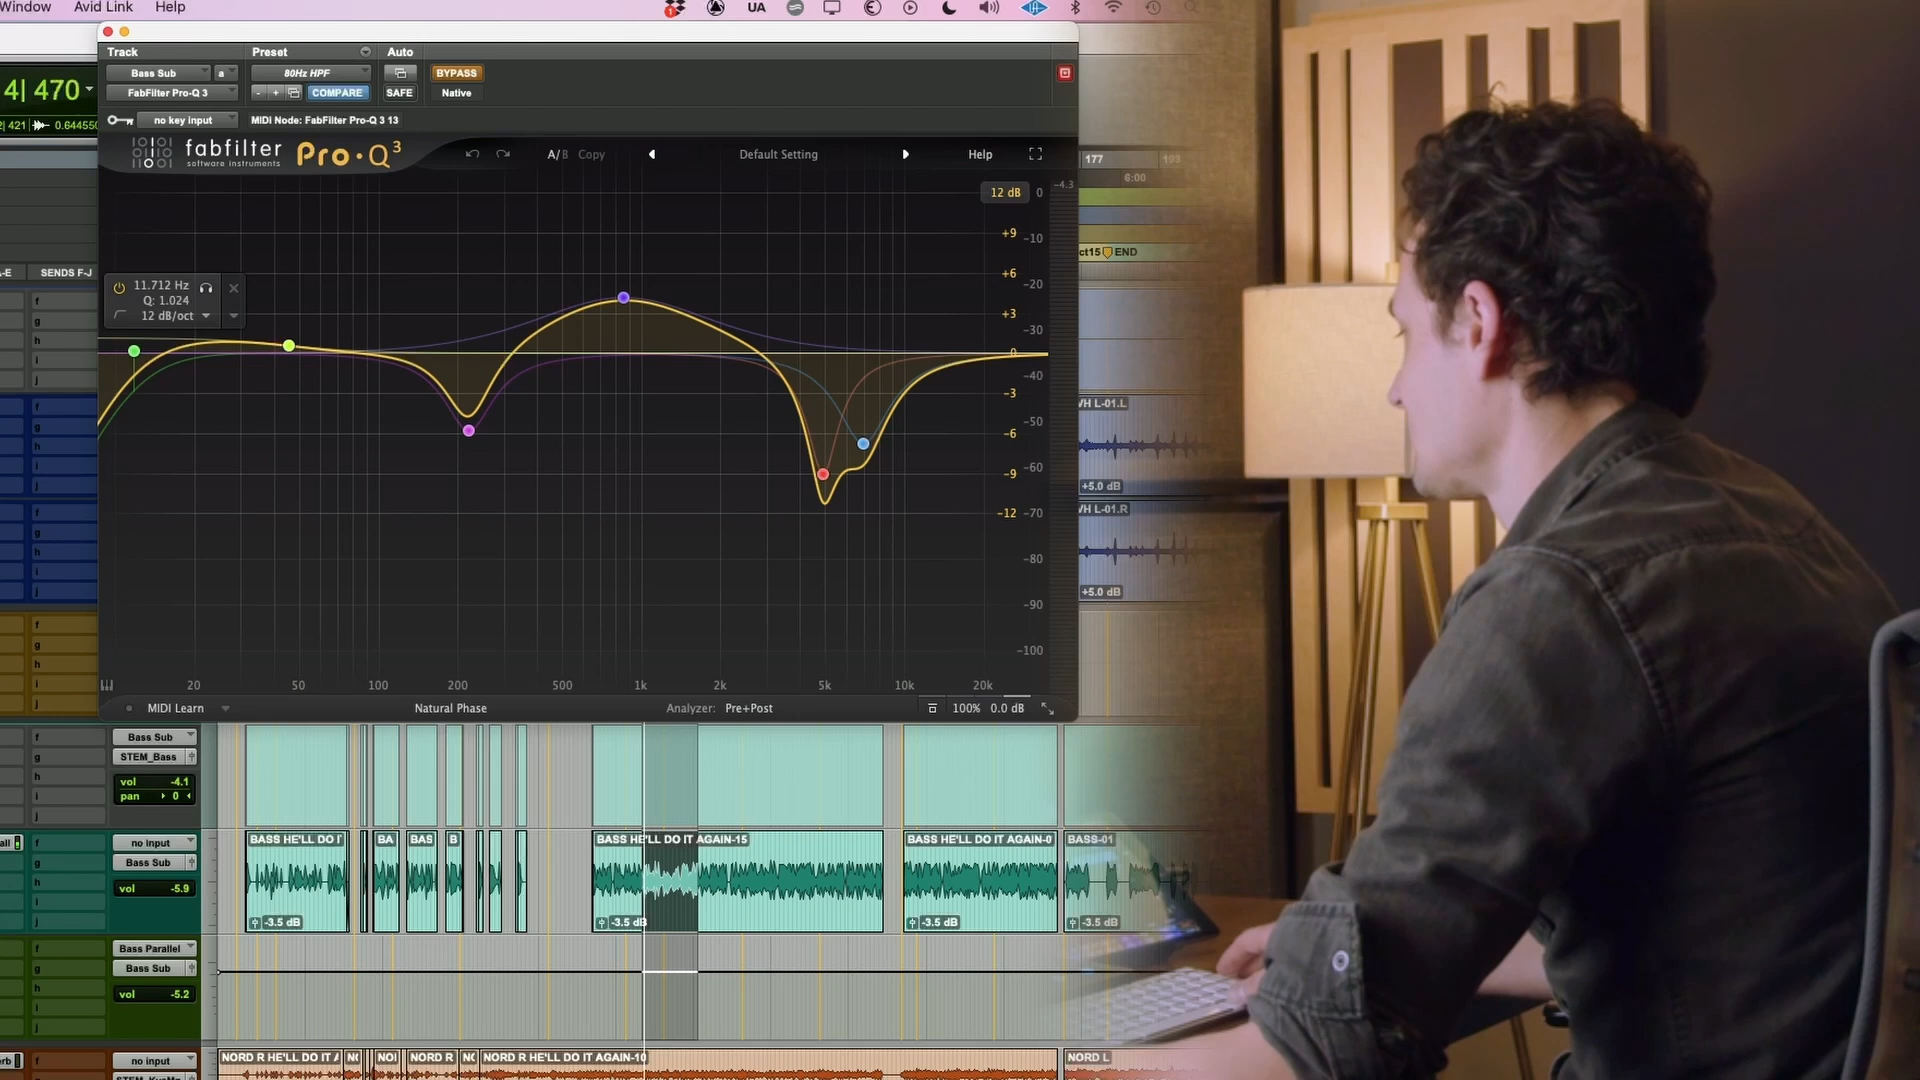 Window Avid Link Help
1 UA
Track Preset Auto
Bass Sub a 80Hz HPF BYPASS
FabFilter Pro-Q 3 - + COMPARE SAFE Native
no key input MIDI Node: FabFilter Pro-Q 3 13
4| 470
421 0.644550
fabfilter
software instruments
Pro·Q3
A/B Copy Default Setting Help
12 dB 0 -4.3
+9 -10
+6 -20
+3 -30
0 -40
-3 -50
-6 -60
-9 -70
-12 -80
-90
-100
11.712 Hz
Q: 1.024
12 dB/oct
20 50 100 200 500 1k 2k 5k 10k 20k
MIDI Learn Natural Phase Analyzer: Pre+Post 100% 0.0 dB
-E SENDS F-J
f
g
h
i
j
f
g
h
i
j
f
g
h
i
j
f
g
h
i
j
177 193
6:00
ct15 END
VH L-01.L
+5.0 dB
VH L-01.R
+5.0 dB
f
g
h
i
j
Bass Sub
STEM_Bass
vol -4.1
pan 0
all
f
g
h
i
j
no input
Bass Sub
vol -5.9
BASS HE'LL DO I BA BAS B BASS HE'LL DO IT AGAIN-15 BASS HE'LL DO IT AGAIN-0 BASS-01
-3.5 dB -3.5 dB -3.5 dB -3.5 dB
f
g
h
i
j
Bass Parallel
Bass Sub
vol -5.2
erb f no input
NORD R HE'LL DO IT A NO NOI NORD R NO NORD R HE'LL DO IT AGAIN-10 NORD L